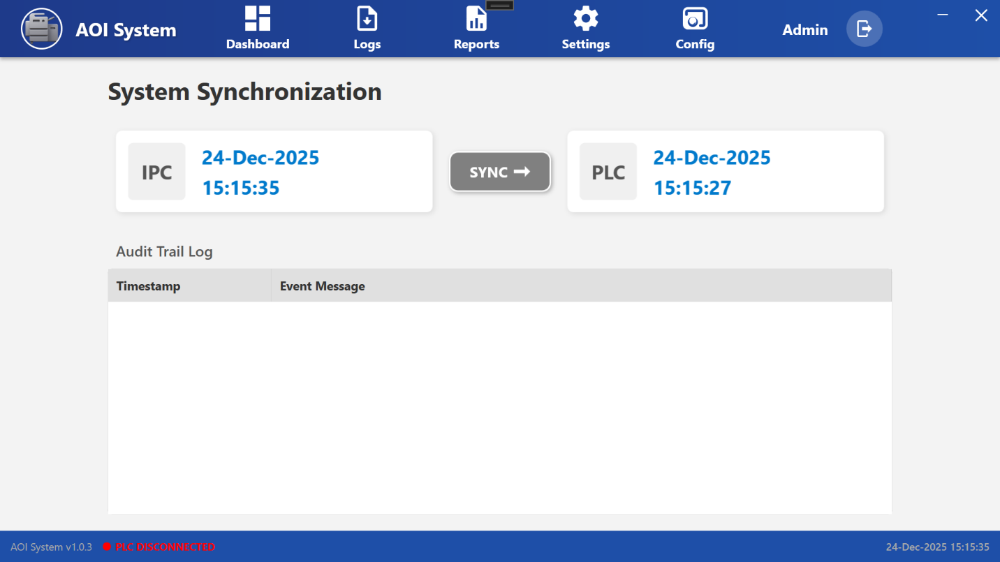 AOI System
Dashboard
Logs
Reports
Settings
Config
Admin
System Synchronization
IPC
24-Dec-2025
15:15:35
SYNC
PLC
24-Dec-2025
15:15:27
Audit Trail Log
Timestamp
Event Message
AOI System v1.0.3
PLC DISCONNECTED
24-Dec-2025 15:15:35